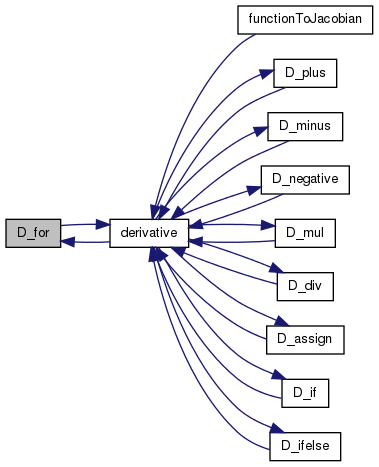 functionToJacobian
D_plus
D_minus
D_negative
D_for
derivative
D_mul
D_div
D_assign
D_if
D_ifelse